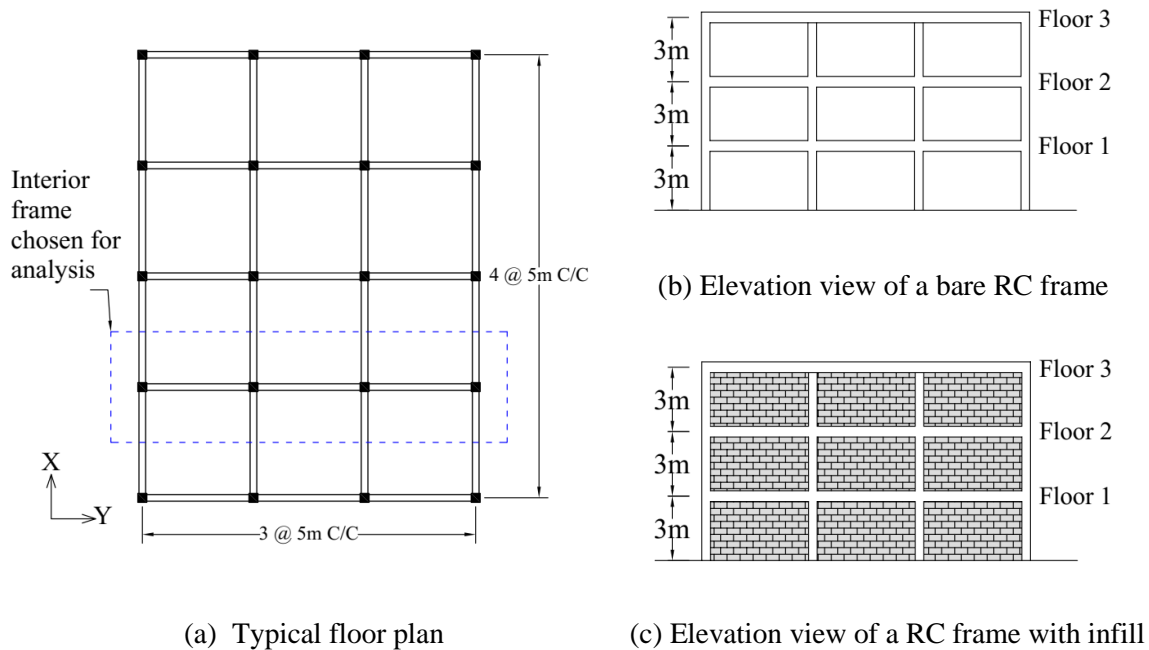 Interior
frame
chosen for
analysis
4 @ 5m C/C
X
Y
3 @ 5m C/C
(a) Typical floor plan
Floor 3
3m
Floor 2
3m
Floor 1
3m
(b) Elevation view of a bare RC frame
Floor 3
3m
Floor 2
3m
Floor 1
3m
(c) Elevation view of a RC frame with infill